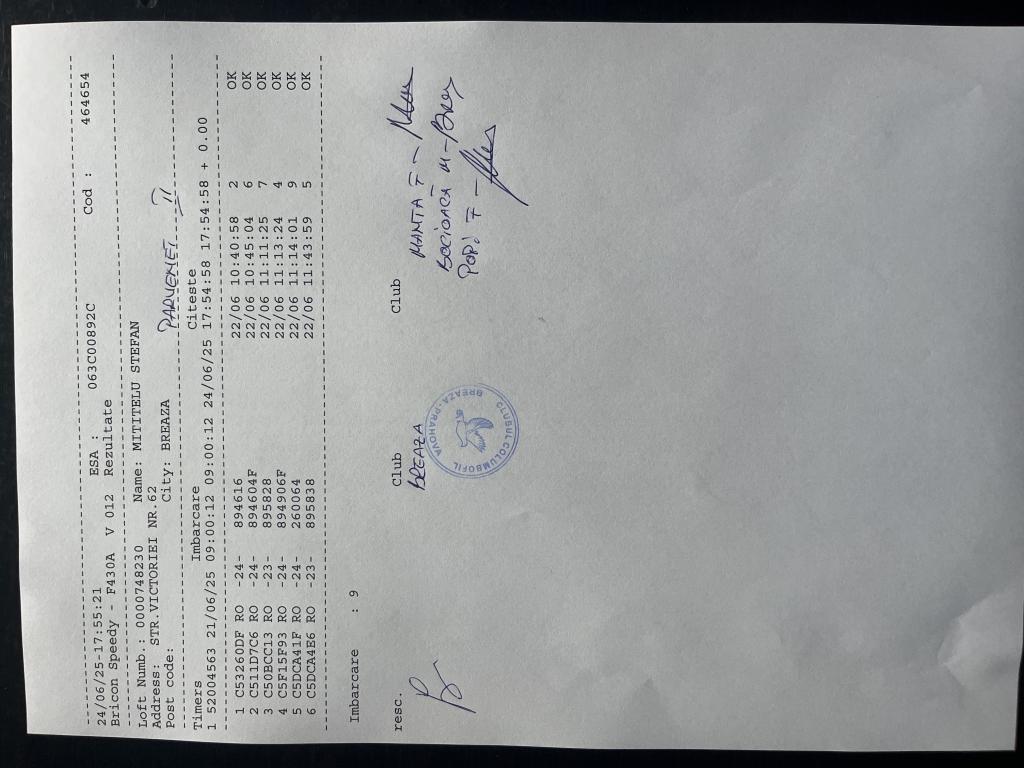 24/06/25-17:55:21 ESA : 063C00892C Cod : 464654
Bricon Speedy - F430A V 012 Rezultate
Loft Numb.: 0000748230 Name: MITITELU STEFAN
Address: STR.VICTORIEI NR.62
Post code: City: BREAZA
Timers Imbarcare Citeste
1 52004563 21/06/25 09:00:12 09:00:12 24/06/25 17:54:58 17:54:58 + 0.00
1 C53260DF RO -24- 894616 22/06 10:40:58 2 OK
2 C511D7C6 RO -24- 894604F 22/06 10:45:04 6 OK
3 C50BCC13 RO -23- 895828 22/06 11:11:25 7 OK
4 C5F15F93 RO -24- 894906F 22/06 11:13:24 4 OK
5 C5DCA41F RO -24- 260064 22/06 11:14:01 9 OK
6 C5DCA4E6 RO -23- 895838 22/06 11:43:59 5 OK
Imbarcare : 9
resc. Club Club
BREAZA
MANTA F -
POP. F -
CLUBUL COLUMBOFIL
BREAZA-PRAHOVA